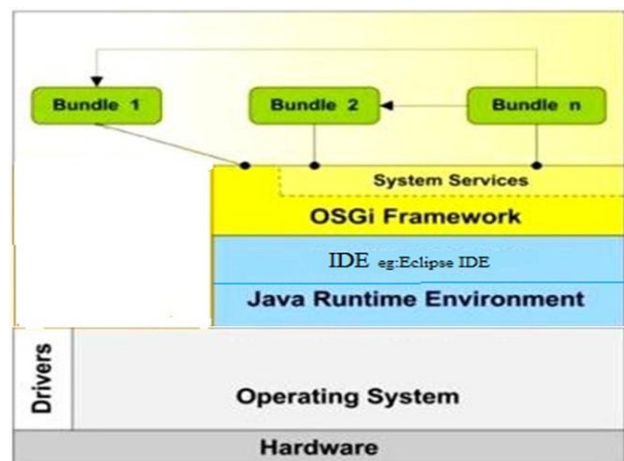 Bundle 1
Bundle 2
Bundle n
System Services
OSGi Framework
IDE eg:Eclipse IDE
Java Runtime Environment
Drivers
Operating System
Hardware